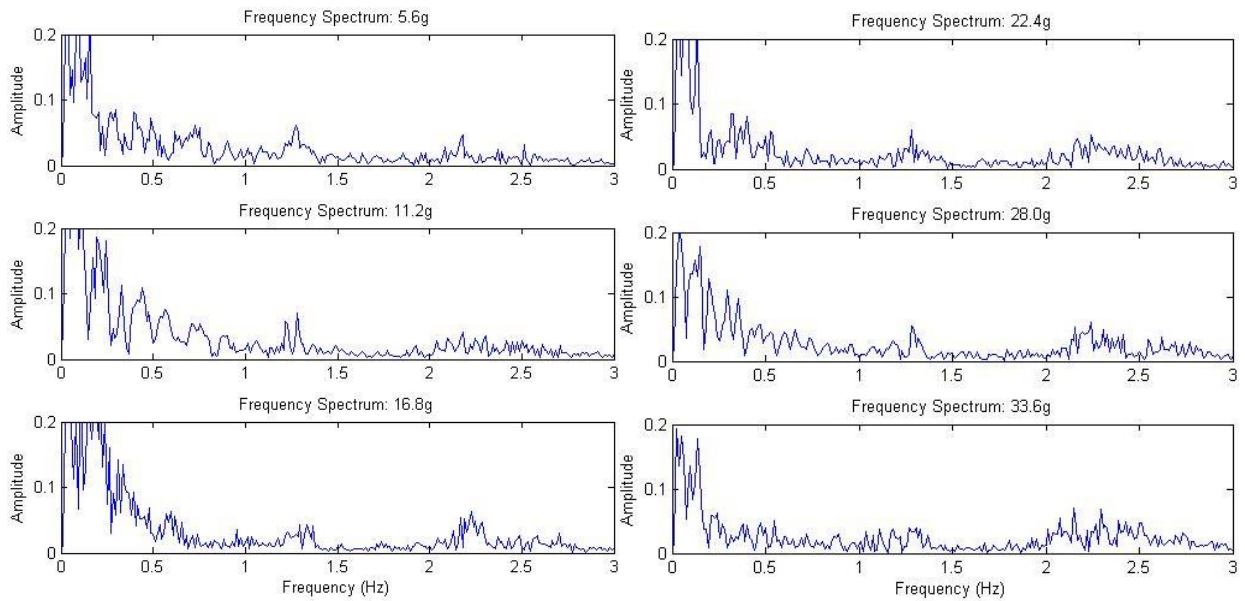 Frequency Spectrum: 5.6g
0.2
0.1
0
Amplitude
0 0.5 1 1.5 2 2.5 3
Frequency Spectrum: 11.2g
0.2
0.1
0
Amplitude
0 0.5 1 1.5 2 2.5 3
Frequency Spectrum: 16.8g
0.2
0.1
0
Amplitude
0 0.5 1 1.5 2 2.5 3
Frequency (Hz)
Frequency Spectrum: 22.4g
0.2
0.1
0
Amplitude
0 0.5 1 1.5 2 2.5 3
Frequency Spectrum: 28.0g
0.2
0.1
0
Amplitude
0 0.5 1 1.5 2 2.5 3
Frequency Spectrum: 33.6g
0.2
0.1
0
Amplitude
0 0.5 1 1.5 2 2.5 3
Frequency (Hz)